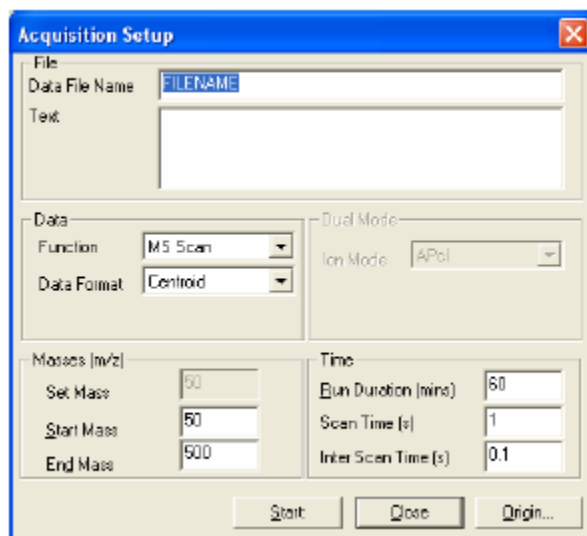 Acquisition Setup
File
Data File Name FILENAME
Text
Data
Function MS Scan
Data Format Centroid
Dual Mode
Ion Mode APcI
Masses (m/z)
Set Mass 50
Start Mass 50
End Mass 500
Time
Run Duration (mins) 60
Scan Time (s) 1
Inter Scan Time (s) 0.1
Start Close Origin...